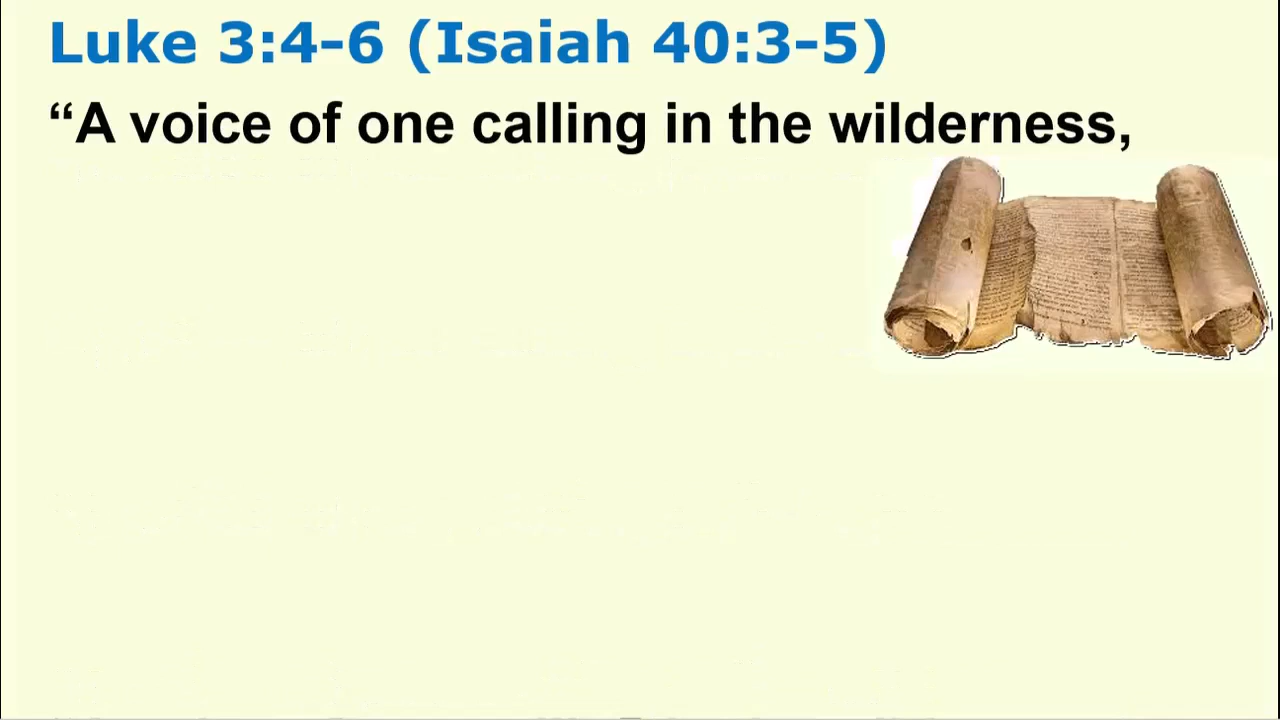 Luke 3:4-6 (Isaiah 40:3-5)
“A voice of one calling in the wilderness,